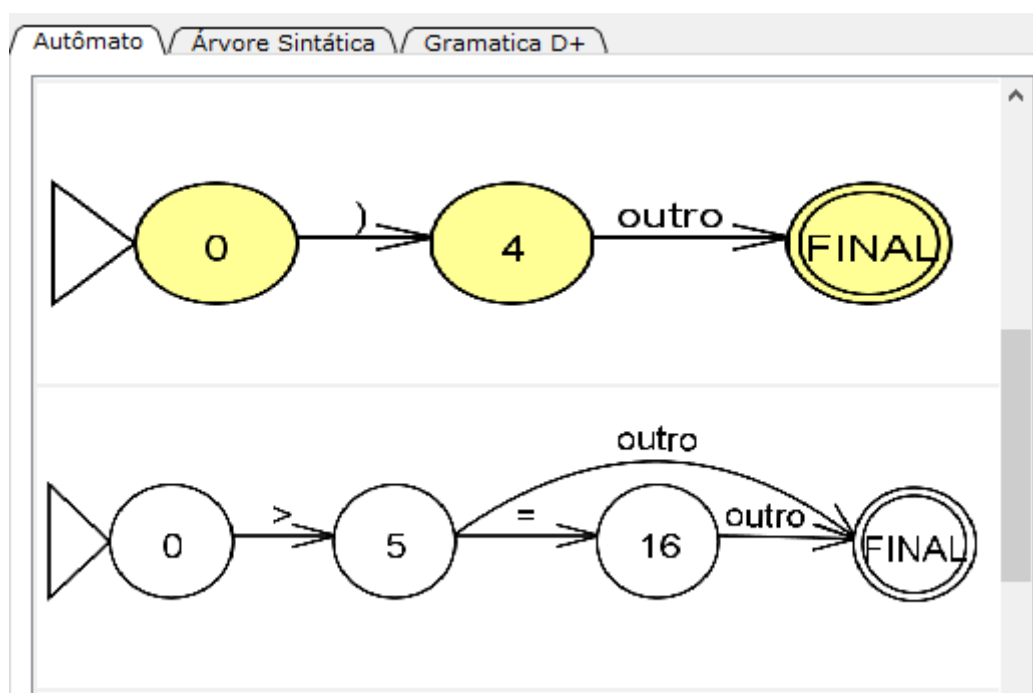 Autômato Árvore Sintática Gramatica D+
0 ) 4 outro FINAL
outro
0 > 5 = 16 outro FINAL